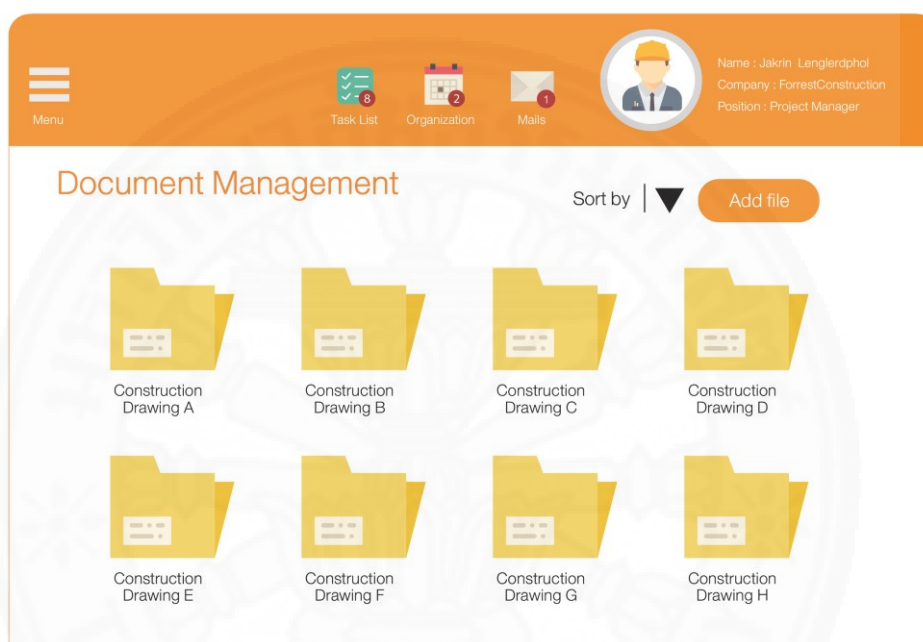 Menu
8
Task List
2
Organization
1
Mails
Name : Jakrin Lenglerdphol
Company : ForrestConstruction
Position : Project Manager
Document Management
Sort by
Add file
Construction
Drawing A
Construction
Drawing B
Construction
Drawing C
Construction
Drawing D
Construction
Drawing E
Construction
Drawing F
Construction
Drawing G
Construction
Drawing H